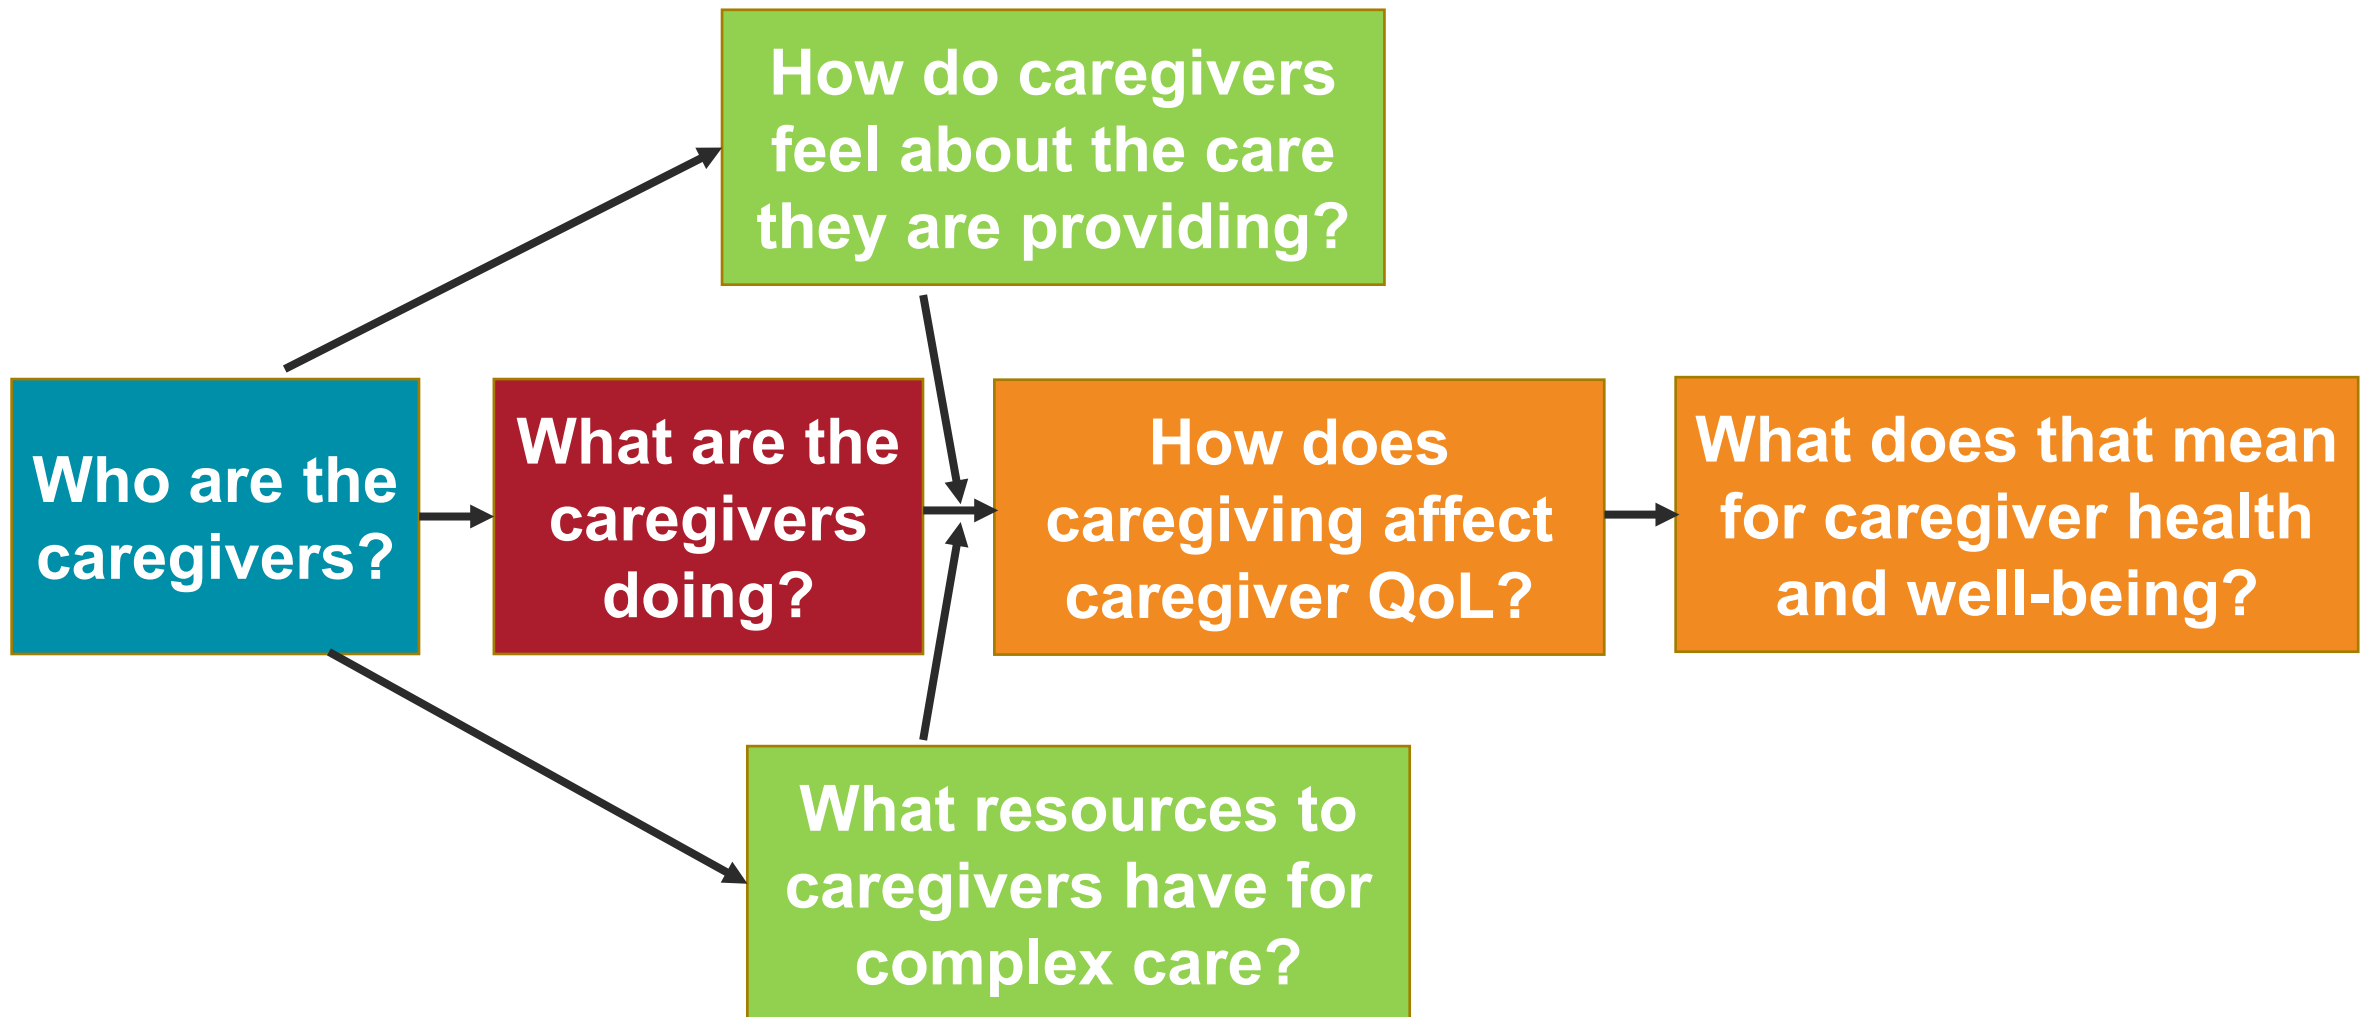 How do caregivers
feel about the care
they are providing?
Who are the
caregivers?
What are the
caregivers
doing?
How does
caregiving affect
caregiver QoL?
What does that mean
for caregiver health
and well-being?
What resources to
caregivers have for
complex care?